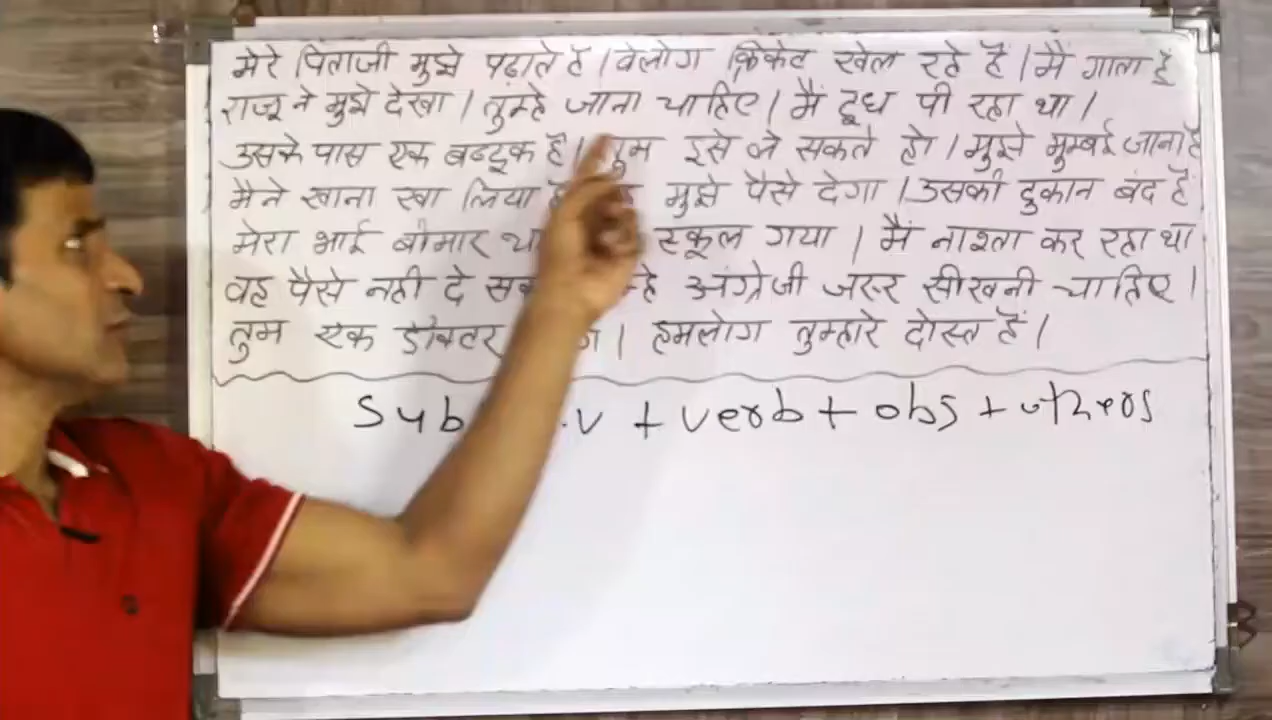 मेरे पिताजी मुझे पढ़ाते है । वेलोग क्रिकेट खेल रहे हैं । मैं गाता हूँ
राजू ने मुझे देखा । तुम्हे जाना चाहिए । मैं दूध पी रहा था ।
उसके पास एक बन्दूक है । तुम इसे ले सकते हो । मुझे मुम्बई जाना है
मैने खाना खा लिया मुझे पैसे देगा । उसकी दुकान बंद है
मेरा भाई बीमार था स्कूल गया । मैं नाश्ता कर रहा था
वह पैसे नही दे अंग्रेजी जरूर सीखनी चाहिए ।
तुम एक डॉक्टर । हमलोग तुम्हारे दोस्त हैं ।
Sub .v + verb + obj + others